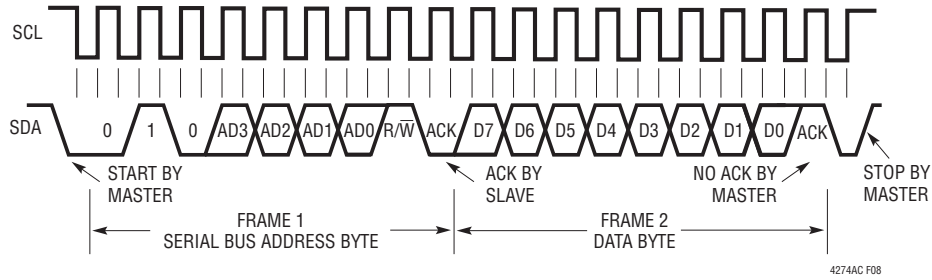 SCL
SDA 0 1 0 AD3 AD2 AD1 AD0 R/W̅ ACK D7 D6 D5 D4 D3 D2 D1 D0 ACK
START BY
MASTER
ACK BY
SLAVE
NO ACK BY
MASTER
STOP BY
MASTER
FRAME 1
SERIAL BUS ADDRESS BYTE
FRAME 2
DATA BYTE
4274AC F08